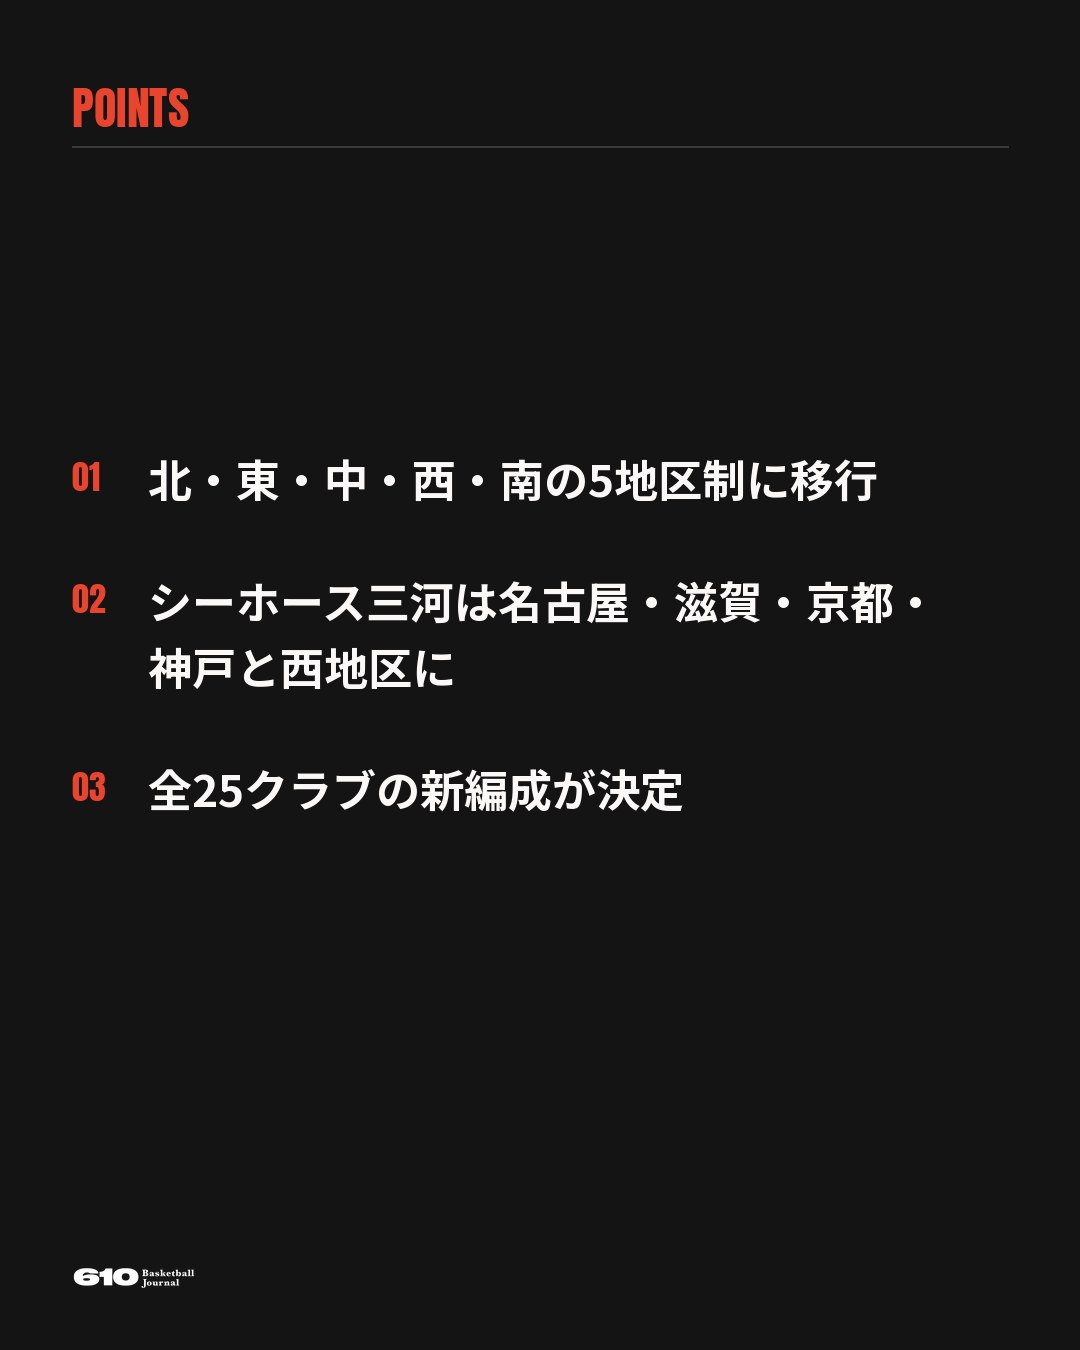 POINTS
01 北・東・中・西・南の5地区制に移行
02 シーホース三河は名古屋・滋賀・京都・
神戸と西地区に
03 全25クラブの新編成が決定
610 Basketball
Journal